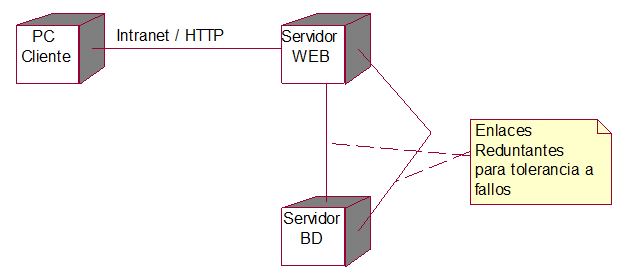 PC
Cliente
Intranet / HTTP
Servidor
WEB
Enlaces
Reduntantes
para tolerancia a
fallos
Servidor
BD